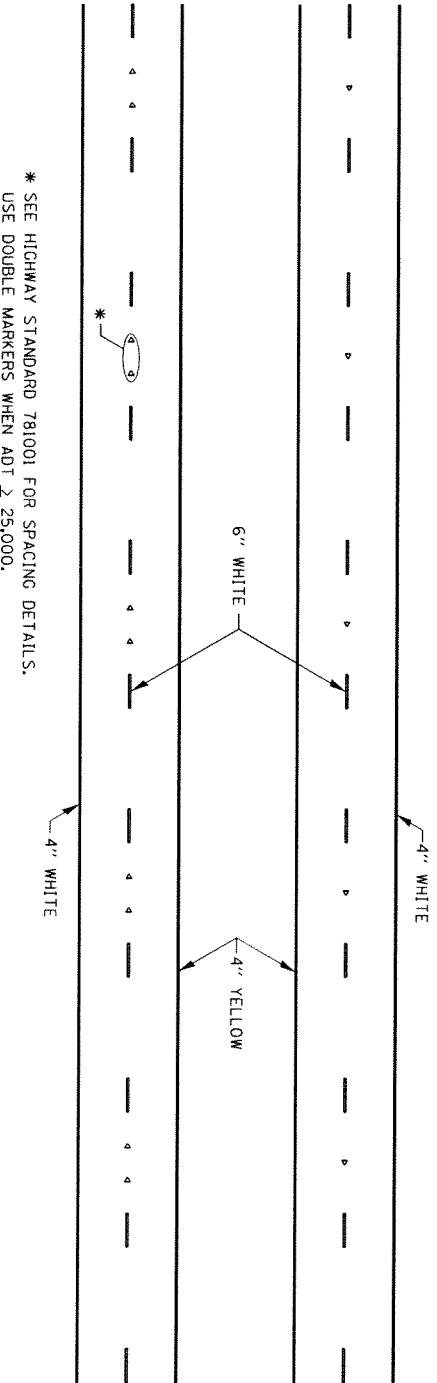 4" WHITE
6" WHITE
4" YELLOW
4" WHITE
*
* SEE HIGHWAY STANDARD 781001 FOR SPACING DETAILS.
USE DOUBLE MARKERS WHEN ADT ≥ 25,000.